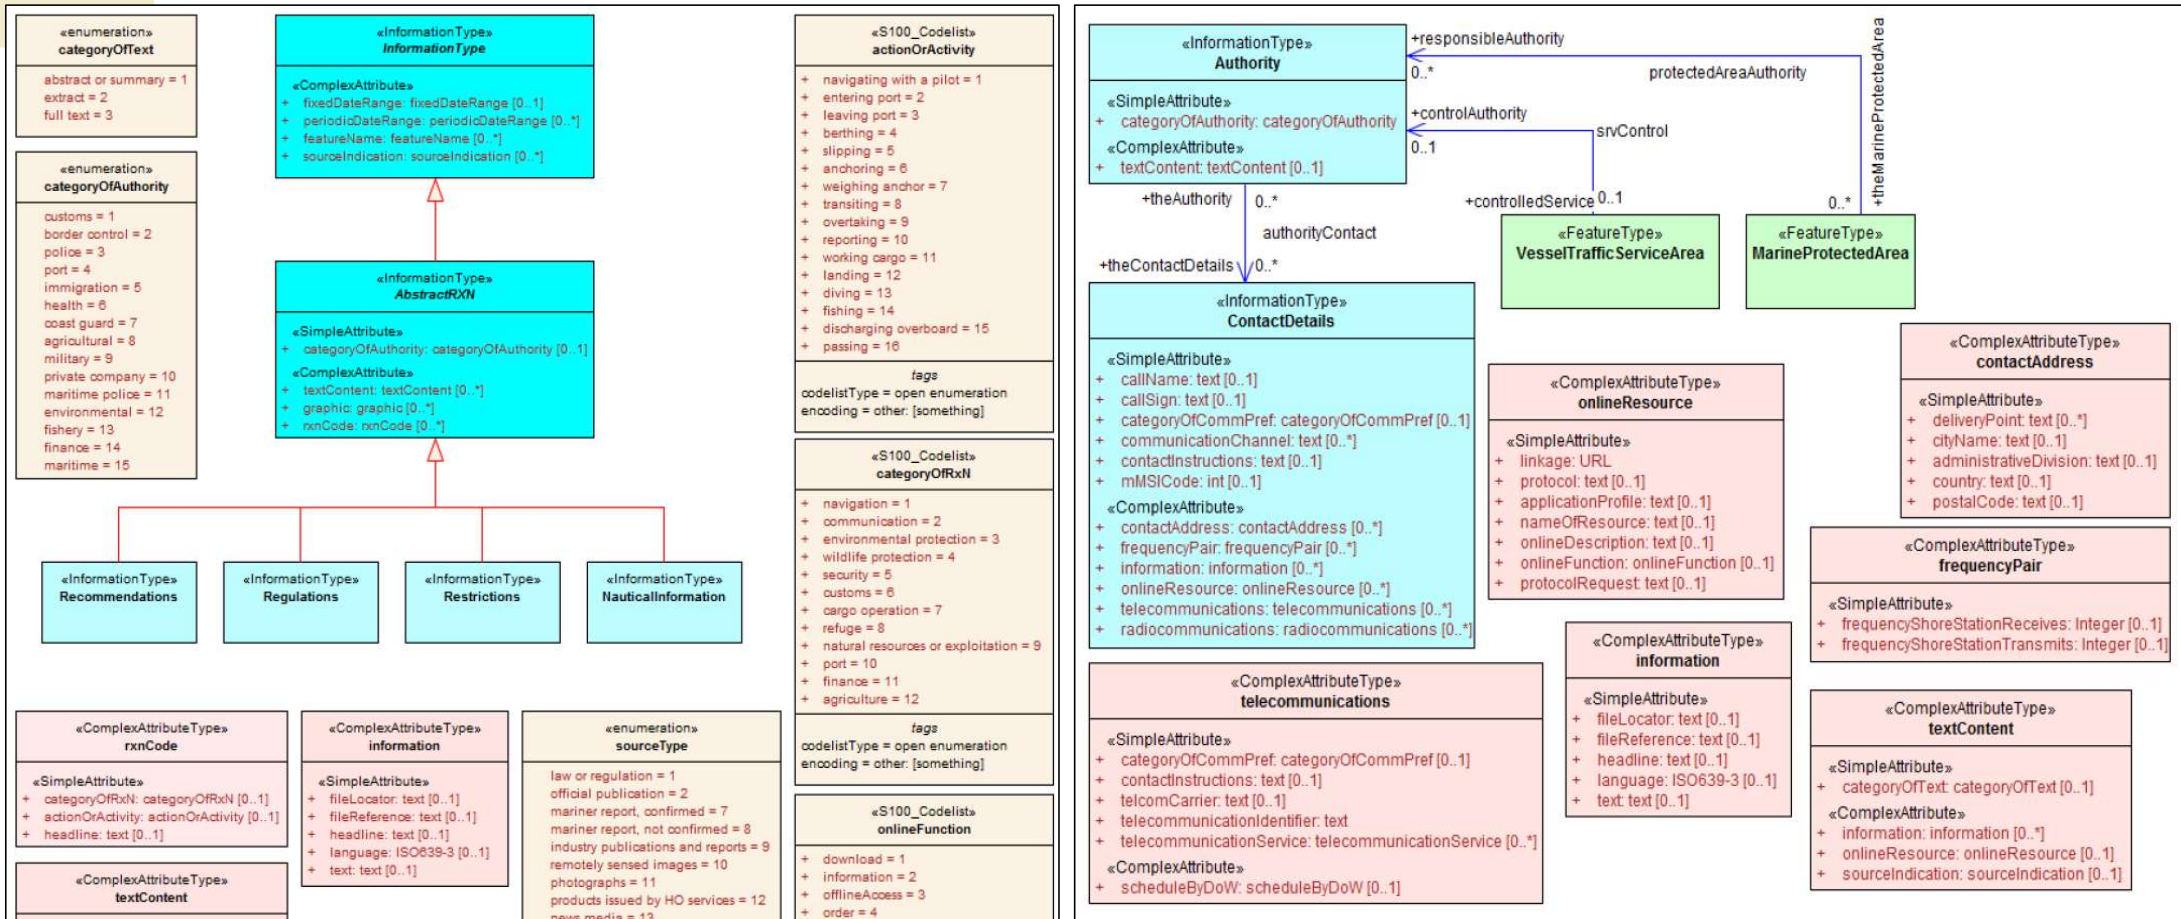 «enumeration»
categoryOfText
abstract or summary = 1
extract = 2
full text = 3
«enumeration»
categoryOfAuthority
customs = 1
border control = 2
police = 3
port = 4
immigration = 5
health = 6
coast guard = 7
agricultural = 8
military = 9
private company = 10
maritime police = 11
environmental = 12
fishery = 13
finance = 14
maritime = 15
«InformationType»
InformationType
«ComplexAttribute»
+ fixedDateRange: fixedDateRange [0..1]
+ periodicDateRange: periodicDateRange [0..*]
+ featureName: featureName [0..*]
+ sourceIndication: sourceIndication [0..*]
«InformationType»
AbstractRXN
«SimpleAttribute»
+ categoryOfAuthority: categoryOfAuthority [0..1]
«ComplexAttribute»
+ textContent: textContent [0..*]
+ graphic: graphic [0..*]
+ rxnCode: rxnCode [0..*]
«InformationType»
Recommendations
«InformationType»
Regulations
«InformationType»
Restrictions
«InformationType»
NauticalInformation
«ComplexAttributeType»
rxnCode
«SimpleAttribute»
+ categoryOfRxN: categoryOfRxN [0..1]
+ actionOrActivity: actionOrActivity [0..1]
+ headline: text [0..1]
«ComplexAttributeType»
textContent
«ComplexAttributeType»
information
«SimpleAttribute»
+ fileLocator: text [0..1]
+ fileReference: text [0..1]
+ headline: text [0..1]
+ language: ISO639-3 [0..1]
+ text: text [0..1]
«enumeration»
sourceType
law or regulation = 1
official publication = 2
mariner report, confirmed = 7
mariner report, not confirmed = 8
industry publications and reports = 9
remotely sensed images = 10
photographs = 11
products issued by HO services = 12
news media = 13
«S100_Codelist»
actionOrActivity
+ navigating with a pilot = 1
+ entering port = 2
+ leaving port = 3
+ berthing = 4
+ slipping = 5
+ anchoring = 6
+ weighing anchor = 7
+ transiting = 8
+ overtaking = 9
+ reporting = 10
+ working cargo = 11
+ landing = 12
+ diving = 13
+ fishing = 14
+ discharging overboard = 15
+ passing = 16
tags
codelistType = open enumeration
encoding = other: [something]
«S100_Codelist»
categoryOfRxN
+ navigation = 1
+ communication = 2
+ environmental protection = 3
+ wildlife protection = 4
+ security = 5
+ customs = 6
+ cargo operation = 7
+ refuge = 8
+ natural resources or exploitation = 9
+ port = 10
+ finance = 11
+ agriculture = 12
tags
codelistType = open enumeration
encoding = other: [something]
«S100_Codelist»
onlineFunction
+ download = 1
+ information = 2
+ offlineAccess = 3
+ order = 4
«InformationType»
Authority
«SimpleAttribute»
+ categoryOfAuthority: categoryOfAuthority
«ComplexAttribute»
+ textContent: textContent [0..1]
+responsibleAuthority
0..*
protectedAreaAuthority
+theMarineProtectedArea
+controlAuthority
0..1
srvControl
+controlledService 0..1
0..*
+theAuthority 0..*
authorityContact
+theContactDetails 0..*
«FeatureType»
VesselTrafficServiceArea
«FeatureType»
MarineProtectedArea
«InformationType»
ContactDetails
«SimpleAttribute»
+ callName: text [0..1]
+ callSign: text [0..1]
+ categoryOfCommPref: categoryOfCommPref [0..1]
+ communicationChannel: text [0..*]
+ contactInstructions: text [0..1]
+ mMSICode: int [0..1]
«ComplexAttribute»
+ contactAddress: contactAddress [0..*]
+ frequencyPair: frequencyPair [0..*]
+ information: information [0..*]
+ onlineResource: onlineResource [0..*]
+ telecommunications: telecommunications [0..*]
+ radiocommunications: radiocommunications [0..*]
«ComplexAttributeType»
onlineResource
«SimpleAttribute»
+ linkage: URL
+ protocol: text [0..1]
+ applicationProfile: text [0..1]
+ nameOfResource: text [0..1]
+ onlineDescription: text [0..1]
+ onlineFunction: onlineFunction [0..1]
+ protocolRequest: text [0..1]
«ComplexAttributeType»
contactAddress
«SimpleAttribute»
+ deliveryPoint: text [0..*]
+ cityName: text [0..1]
+ administrativeDivision: text [0..1]
+ country: text [0..1]
+ postalCode: text [0..1]
«ComplexAttributeType»
frequencyPair
«SimpleAttribute»
+ frequencyShoreStationReceives: Integer [0..1]
+ frequencyShoreStationTransmits: Integer [0..1]
«ComplexAttributeType»
telecommunications
«SimpleAttribute»
+ categoryOfCommPref: categoryOfCommPref [0..1]
+ contactInstructions: text [0..1]
+ telcomCarrier: text [0..1]
+ telecommunicationIdentifier: text
+ telecommunicationService: telecommunicationService [0..*]
«ComplexAttribute»
+ scheduleByDoW: scheduleByDoW [0..1]
«ComplexAttributeType»
information
«SimpleAttribute»
+ fileLocator: text [0..1]
+ fileReference: text [0..1]
+ headline: text [0..1]
+ language: ISO639-3 [0..1]
+ text: text [0..1]
«ComplexAttributeType»
textContent
«SimpleAttribute»
+ categoryOfText: categoryOfText [0..1]
«ComplexAttribute»
+ information: information [0..*]
+ onlineResource: onlineResource [0..1]
+ sourceIndication: sourceIndication [0..1]